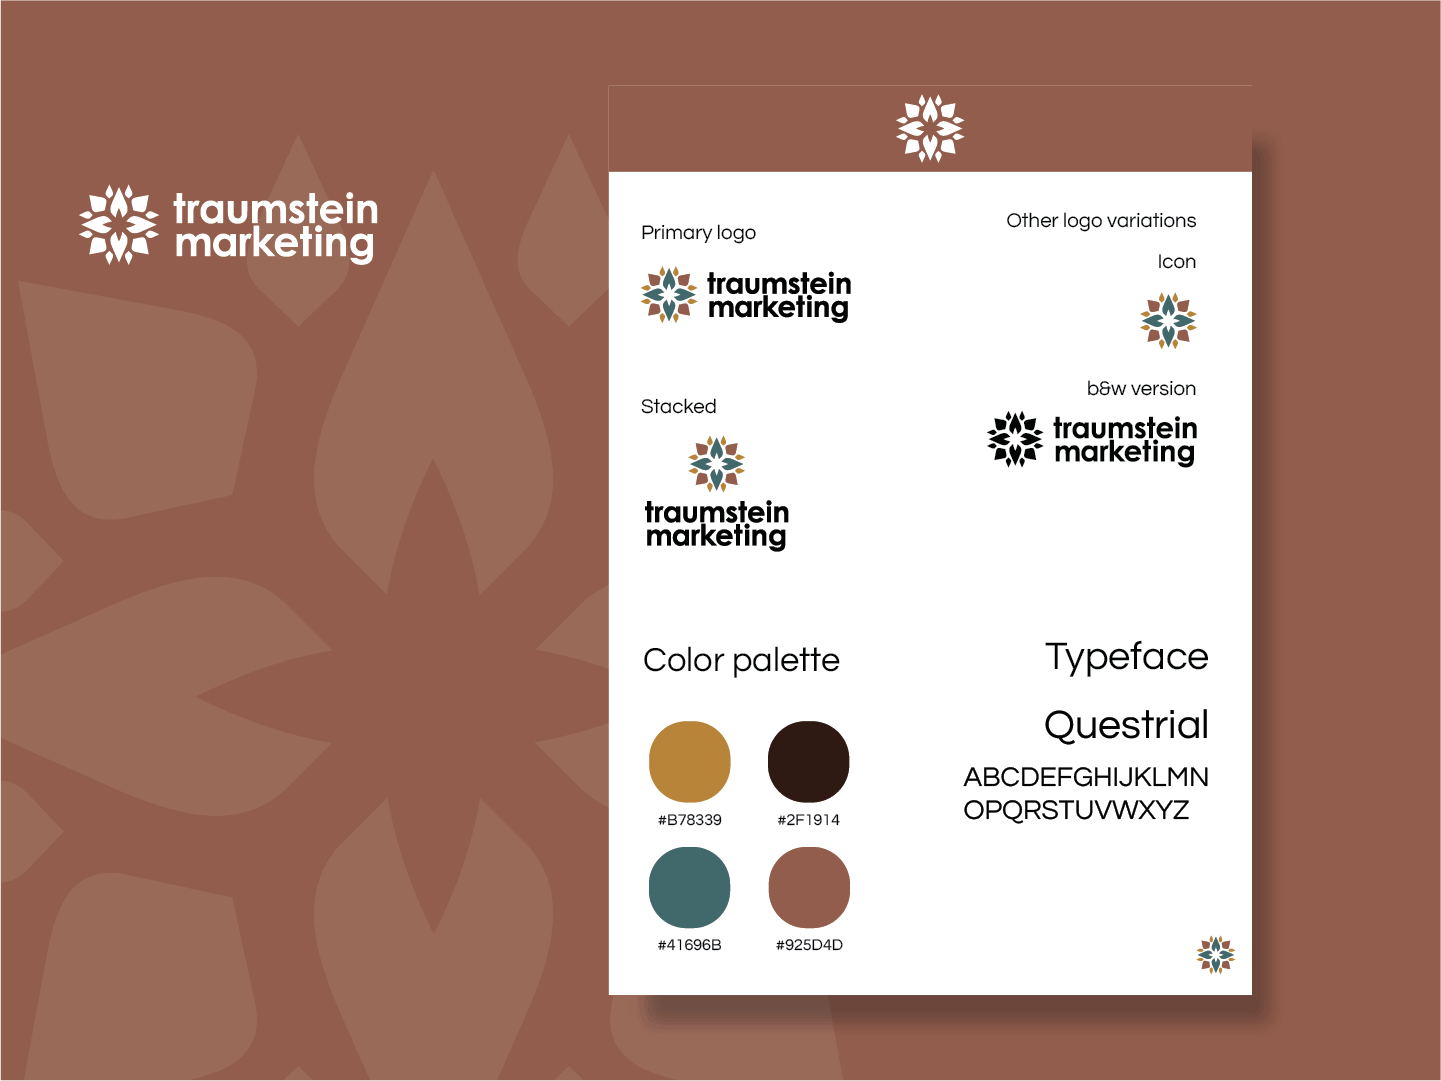 traumstein
marketing
Primary logo
traumstein
marketing
Stacked
traumstein
marketing
Other logo variations
Icon
b&w version
traumstein
marketing
Color palette
#B78339
#2F1914
#41696B
#925D4D
Typeface
Questrial
ABCDEFGHIJKLMN
OPQRSTUVWXYZ